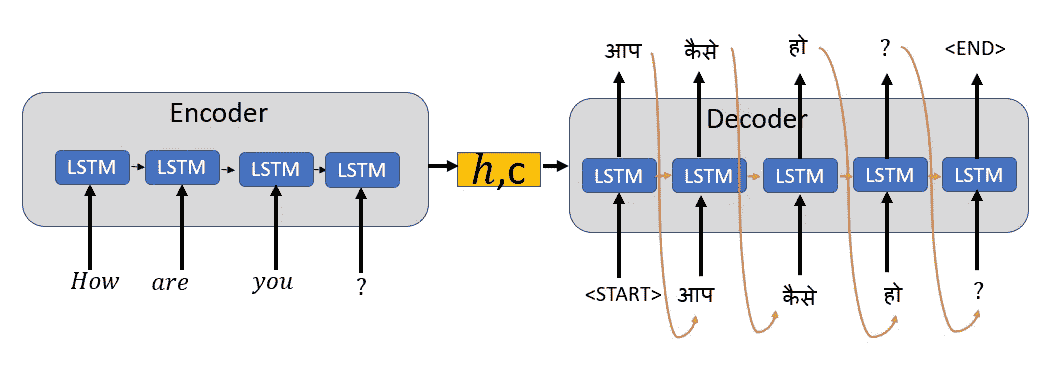 आप कैसे हो ? <END>
Encoder
Decoder
LSTM LSTM LSTM LSTM
h,c
LSTM LSTM LSTM LSTM LSTM
How are you ?
<START> आप कैसे हो ?